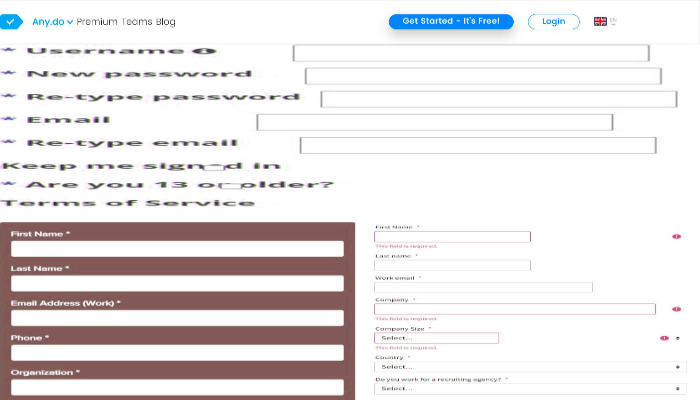 Any.do Premium Teams Blog Get Started - It's Free! Login EN
* Username
* New password
* Re-type password
* Email
* Re-type email
Keep me signed in
* Are you 13 or older?
Terms of Service
First Name *
Last Name *
Email Address (Work) *
Phone *
Organization *
First Name *
This field is required.
Last name *
Work email *
Company *
This field is required.
Company Size *
Select...
This field is required.
Country *
Select...
Do you work for a recruiting agency? *
Select...